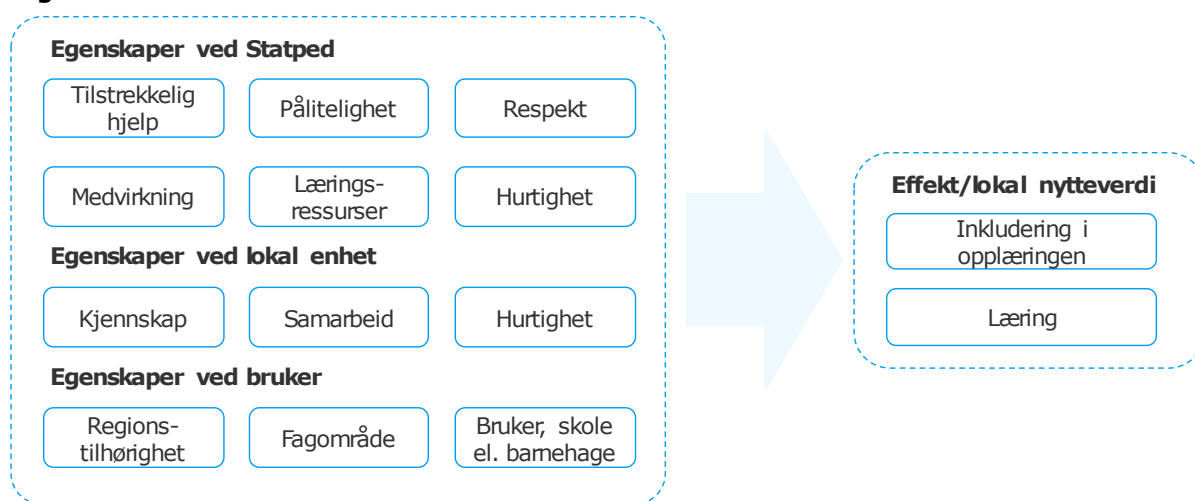 Egenskaper ved Statped
Tilstrekkelig
hjelp
Pålitelighet
Respekt
Medvirkning
Lærings-
ressurser
Hurtighet
Egenskaper ved lokal enhet
Kjennskap
Samarbeid
Hurtighet
Egenskaper ved bruker
Regions-
tilhørighet
Fagområde
Bruker, skole
el. barnehage
Effekt/lokal nytteverdi
Inkludering i
opplæringen
Læring